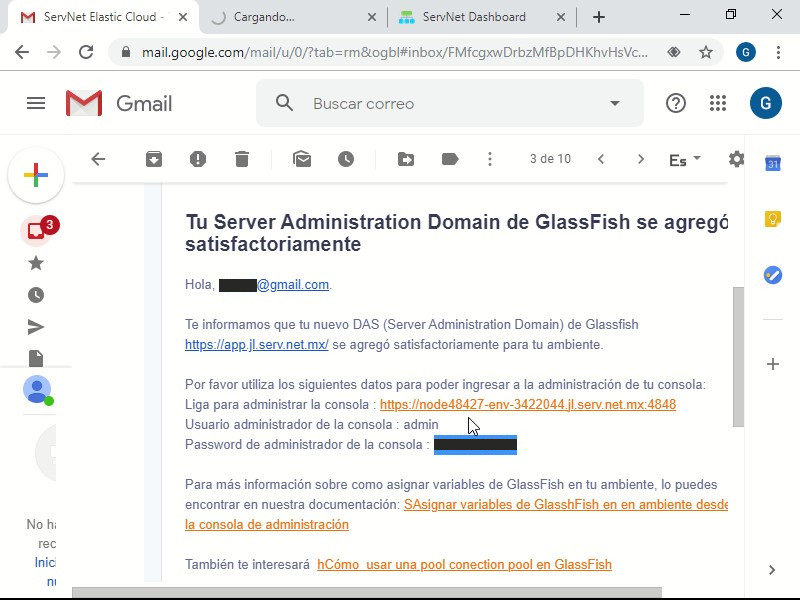 ServNet Elastic Cloud -
Cargando...
ServNet Dashboard
mail.google.com/mail/u/0/?tab=rm&ogbl#inbox/FMfcgxwDrbzMfBpDHKhvHsVc...
G
Gmail
Buscar correo
G
3 de 10
Es
31
3
Tu Server Administration Domain de GlassFish se agregó
satisfactoriamente
Hola, @gmail.com.
Te informamos que tu nuevo DAS (Server Administration Domain) de Glassfish
https://app.jl.serv.net.mx/ se agregó satisfactoriamente para tu ambiente.
Por favor utiliza los siguientes datos para poder ingresar a la administración de tu consola:
Liga para administrar la consola : https://node48427-env-3422044.jl.serv.net.mx:4848
Usuario administrador de la consola : admin
Password de administrador de la consola :
Para más información sobre como asignar variables de GlassFish en tu ambiente, lo puedes
encontrar en nuestra documentación: SAsignar variables de GlasshFish en en ambiente desde
la consola de administración
También te interesará hCómo usar una pool conection pool en GlassFish
No ha
rec
Inici
nu